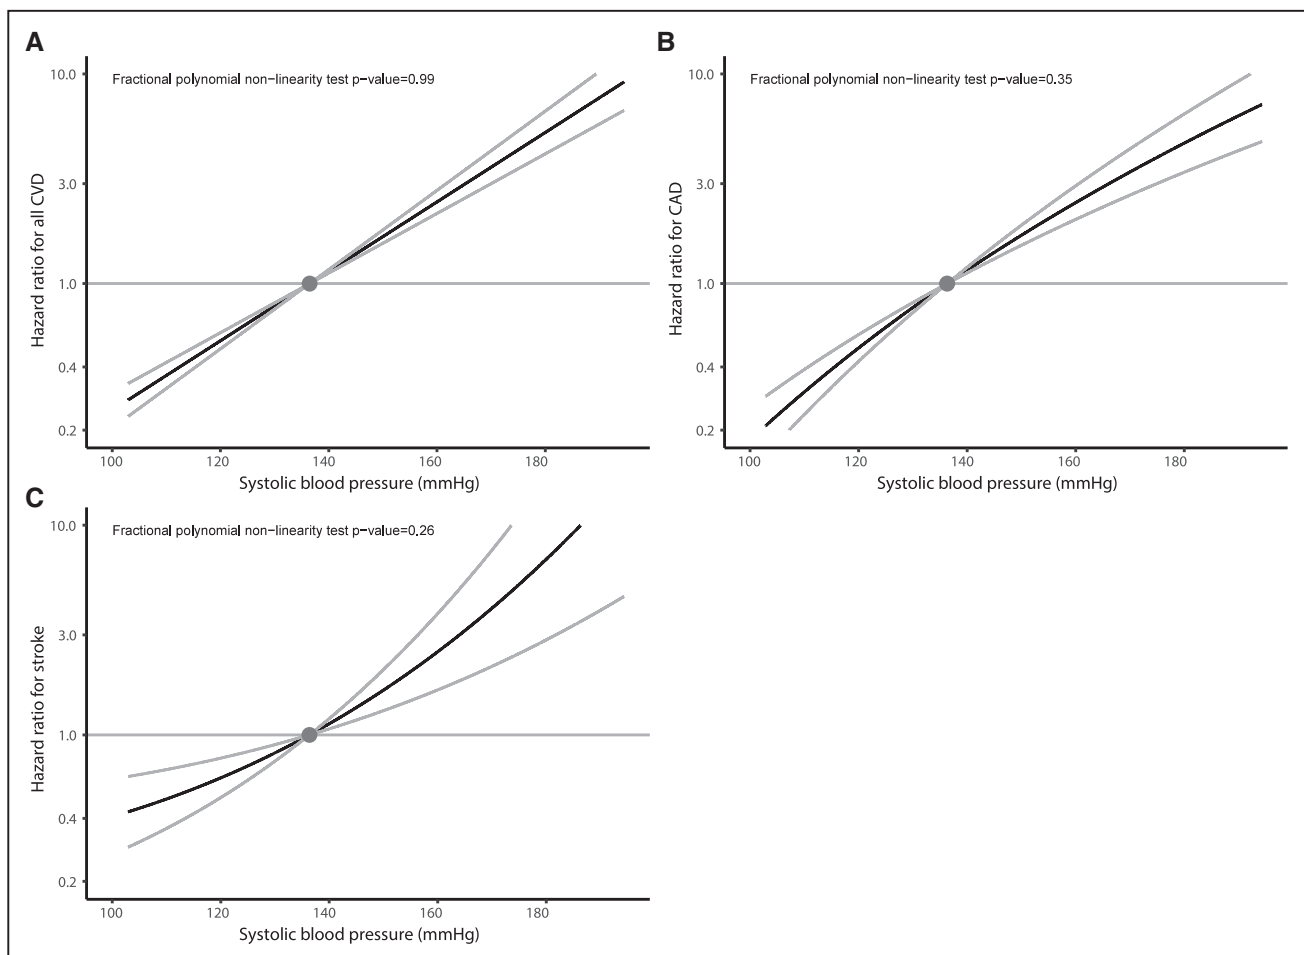 A
Fractional polynomial non-linearity test p-value=0.99
Hazard ratio for all CVD
10.0
3.0
1.0
0.4
0.2
100 120 140 160 180
Systolic blood pressure (mmHg)
B
Fractional polynomial non-linearity test p-value=0.35
Hazard ratio for CAD
10.0
3.0
1.0
0.4
0.2
100 120 140 160 180
Systolic blood pressure (mmHg)
C
Fractional polynomial non-linearity test p-value=0.26
Hazard ratio for stroke
10.0
3.0
1.0
0.4
0.2
100 120 140 160 180
Systolic blood pressure (mmHg)